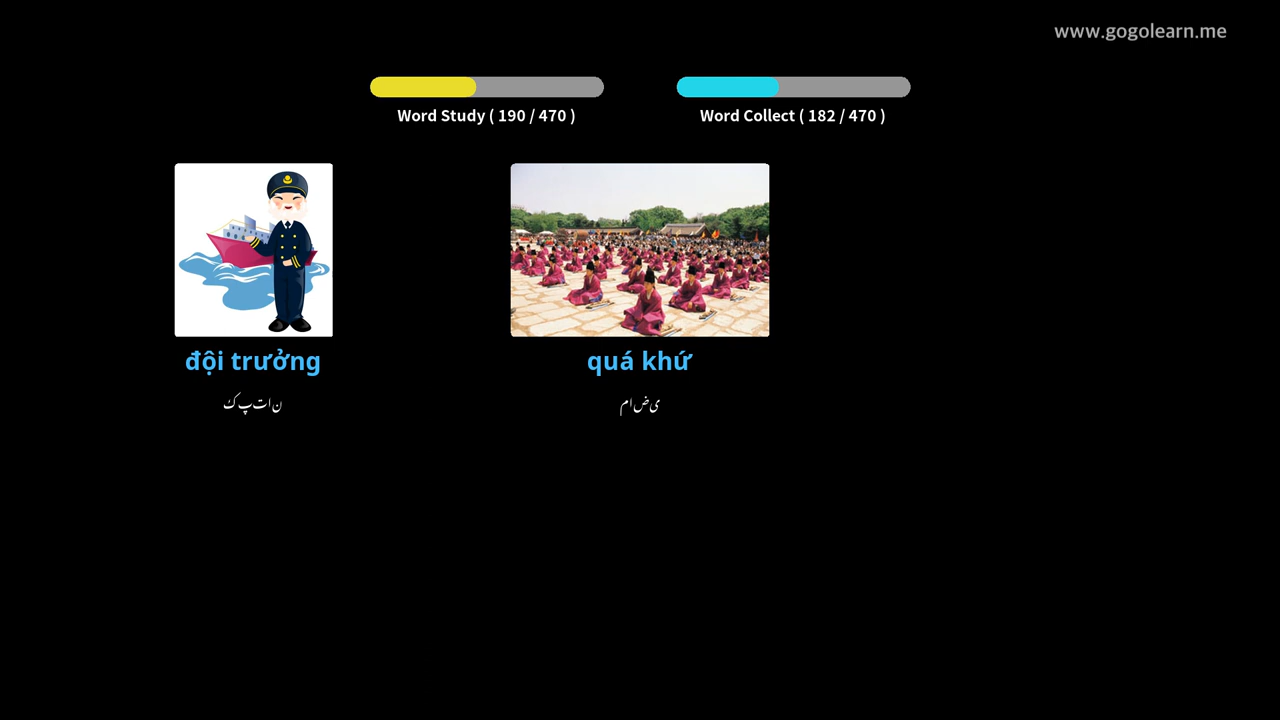 www.gogolearn.me
Word Study ( 190 / 470 )
Word Collect ( 182 / 470 )
đội trưởng
quá khứ
کپتان
ماضی